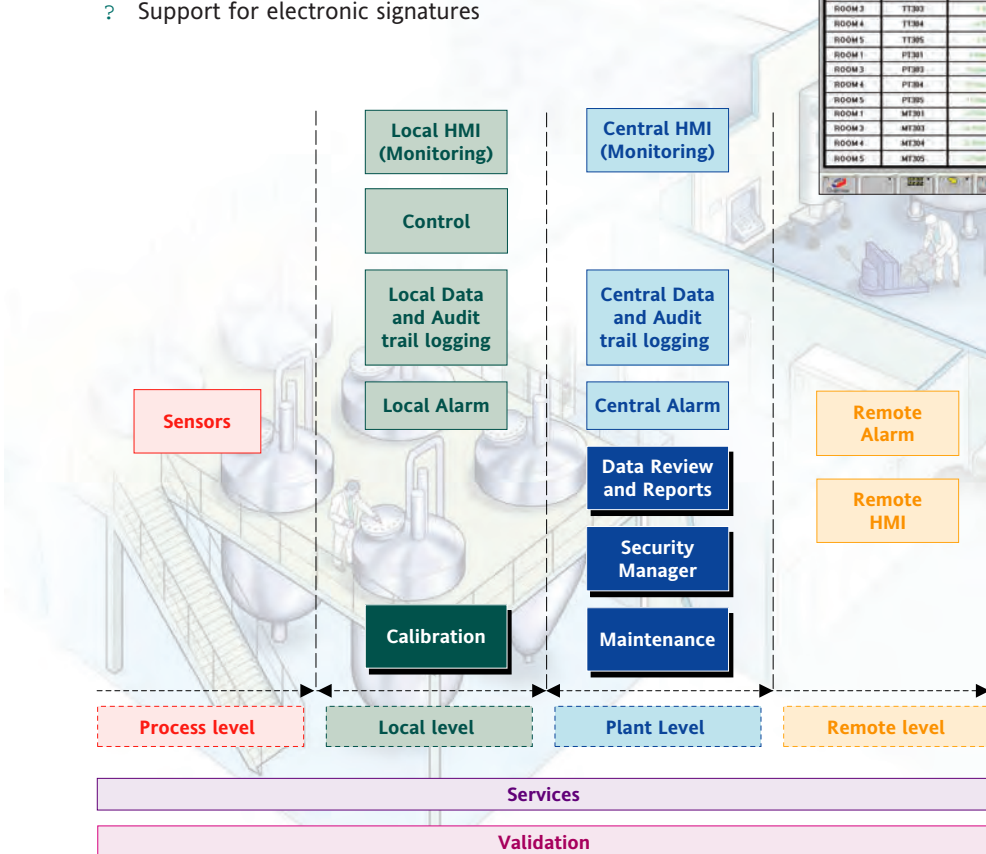 ? Support for electronic signatures
ROOM 3 TT303
ROOM 4 TT304
ROOM 5 TT305
ROOM 1 PT301
ROOM 3 PT303
ROOM 4 PT304
ROOM 5 PT305
ROOM 1 MT301
ROOM 3 MT303
ROOM 4 MT304
ROOM 5 MT305
Local HMI
(Monitoring)
Central HMI
(Monitoring)
Control
Local Data
and Audit
trail logging
Central Data
and Audit
trail logging
Sensors
Local Alarm
Central Alarm
Remote
Alarm
Data Review
and Reports
Remote
HMI
Security
Manager
Calibration
Maintenance
Process level
Local level
Plant Level
Remote level
Services
Validation